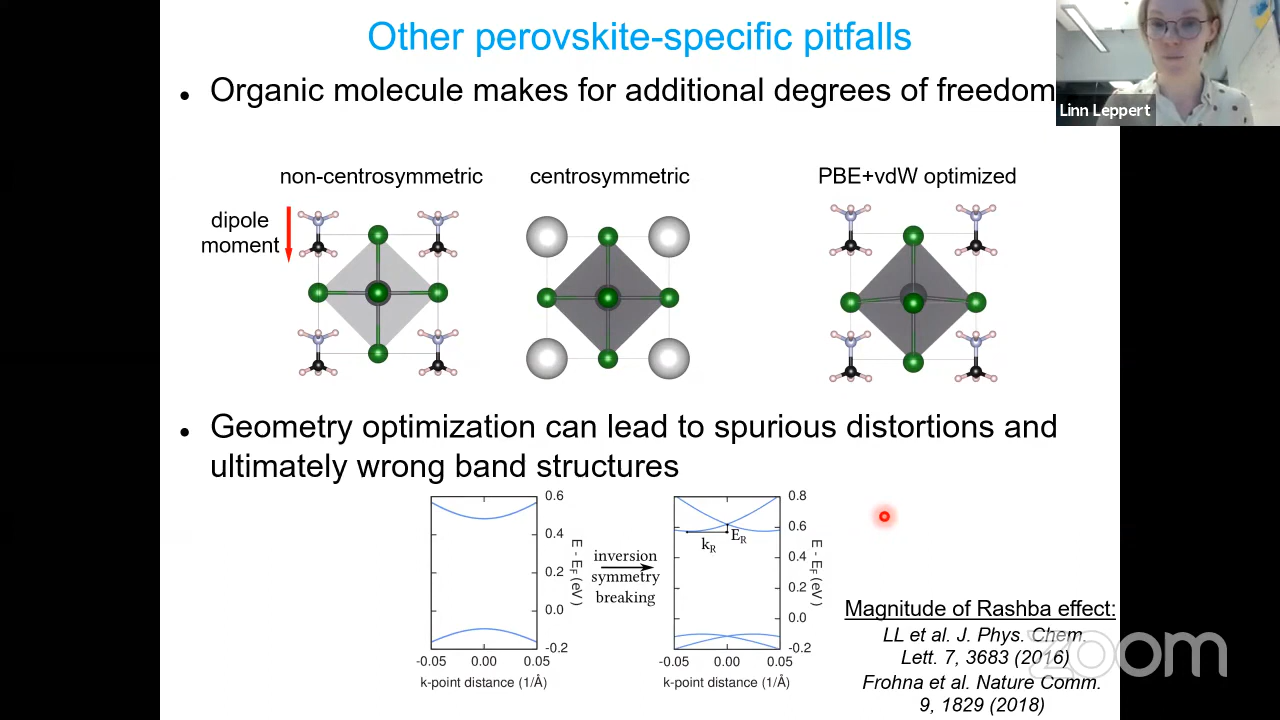 Other perovskite-specific pitfalls
Linn Leppert
• Organic molecule makes for additional degrees of freedom
non-centrosymmetric
centrosymmetric
PBE+vdW optimized
dipole
moment
• Geometry optimization can lead to spurious distortions and
ultimately wrong band structures
0.6
0.4
0.2
0.0
-0.2
E - EF (eV)
-0.05 0.00 0.05
k-point distance (1/Å)
inversion
symmetry
breaking
0.8
0.6
0.4
0.2
0.0
-0.2
ER
kR
E - EF (eV)
-0.05 0.00 0.05
k-point distance (1/Å)
Magnitude of Rashba effect:
LL et al. J. Phys. Chem.
Lett. 7, 3683 (2016)
Frohna et al. Nature Comm.
9, 1829 (2018)
zoom